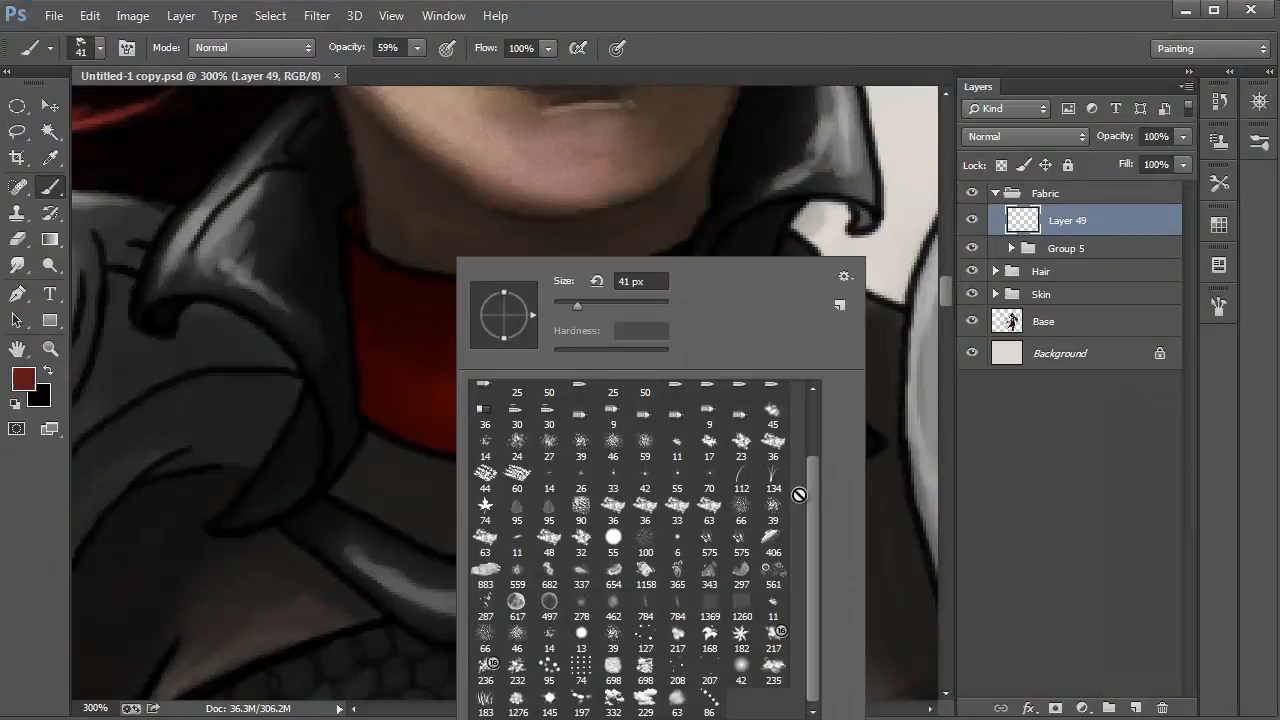 Ps File Edit Image Layer Type Select Filter 3D View Window Help
41 Mode: Normal Opacity: 59% Flow: 100% Painting
Untitled-1 copy.psd @ 300% (Layer 49, RGB/8) ×
Layers
Kind
Normal Opacity: 100%
Lock: Fill: 100%
Fabric
Layer 49
Group 5
Hair
Skin
Base
Background
Size: 41 px
Hardness:
25 50 25 50
36 30 30 9 9 45
14 24 27 39 46 59 11 17 23 36
44 60 14 26 33 42 55 70 112 134
74 95 95 90 36 36 33 63 66 39
63 11 48 32 55 100 6 575 575 406
883 559 682 337 654 1158 365 343 297 561
287 617 497 278 462 784 784 1369 1260 11
66 46 14 13 39 127 217 168 182 217
236 232 95 74 698 698 208 207 42 235
183 1276 145 197 332 229 63 86
300% Doc: 36.3M/306.2M